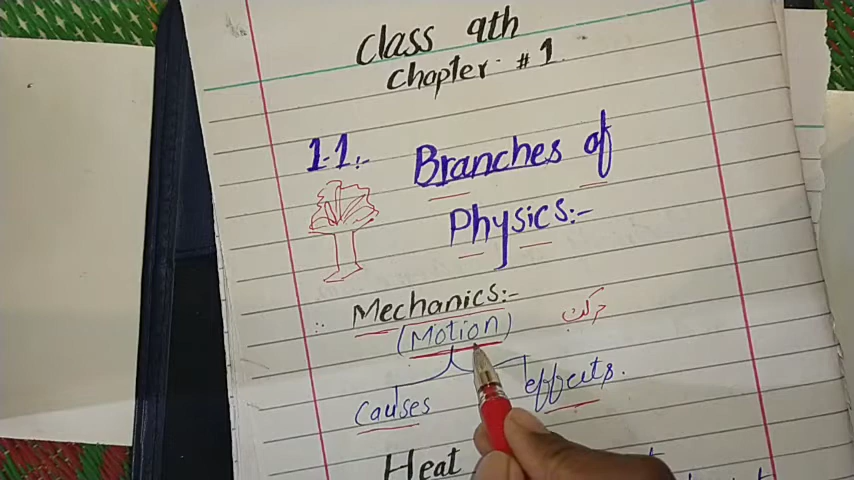 Class 9th
Chapter # 1
1.1:- Branches of
Physics:-
Mechanics:-
(Motion) حرکت
causes effects.
Heat